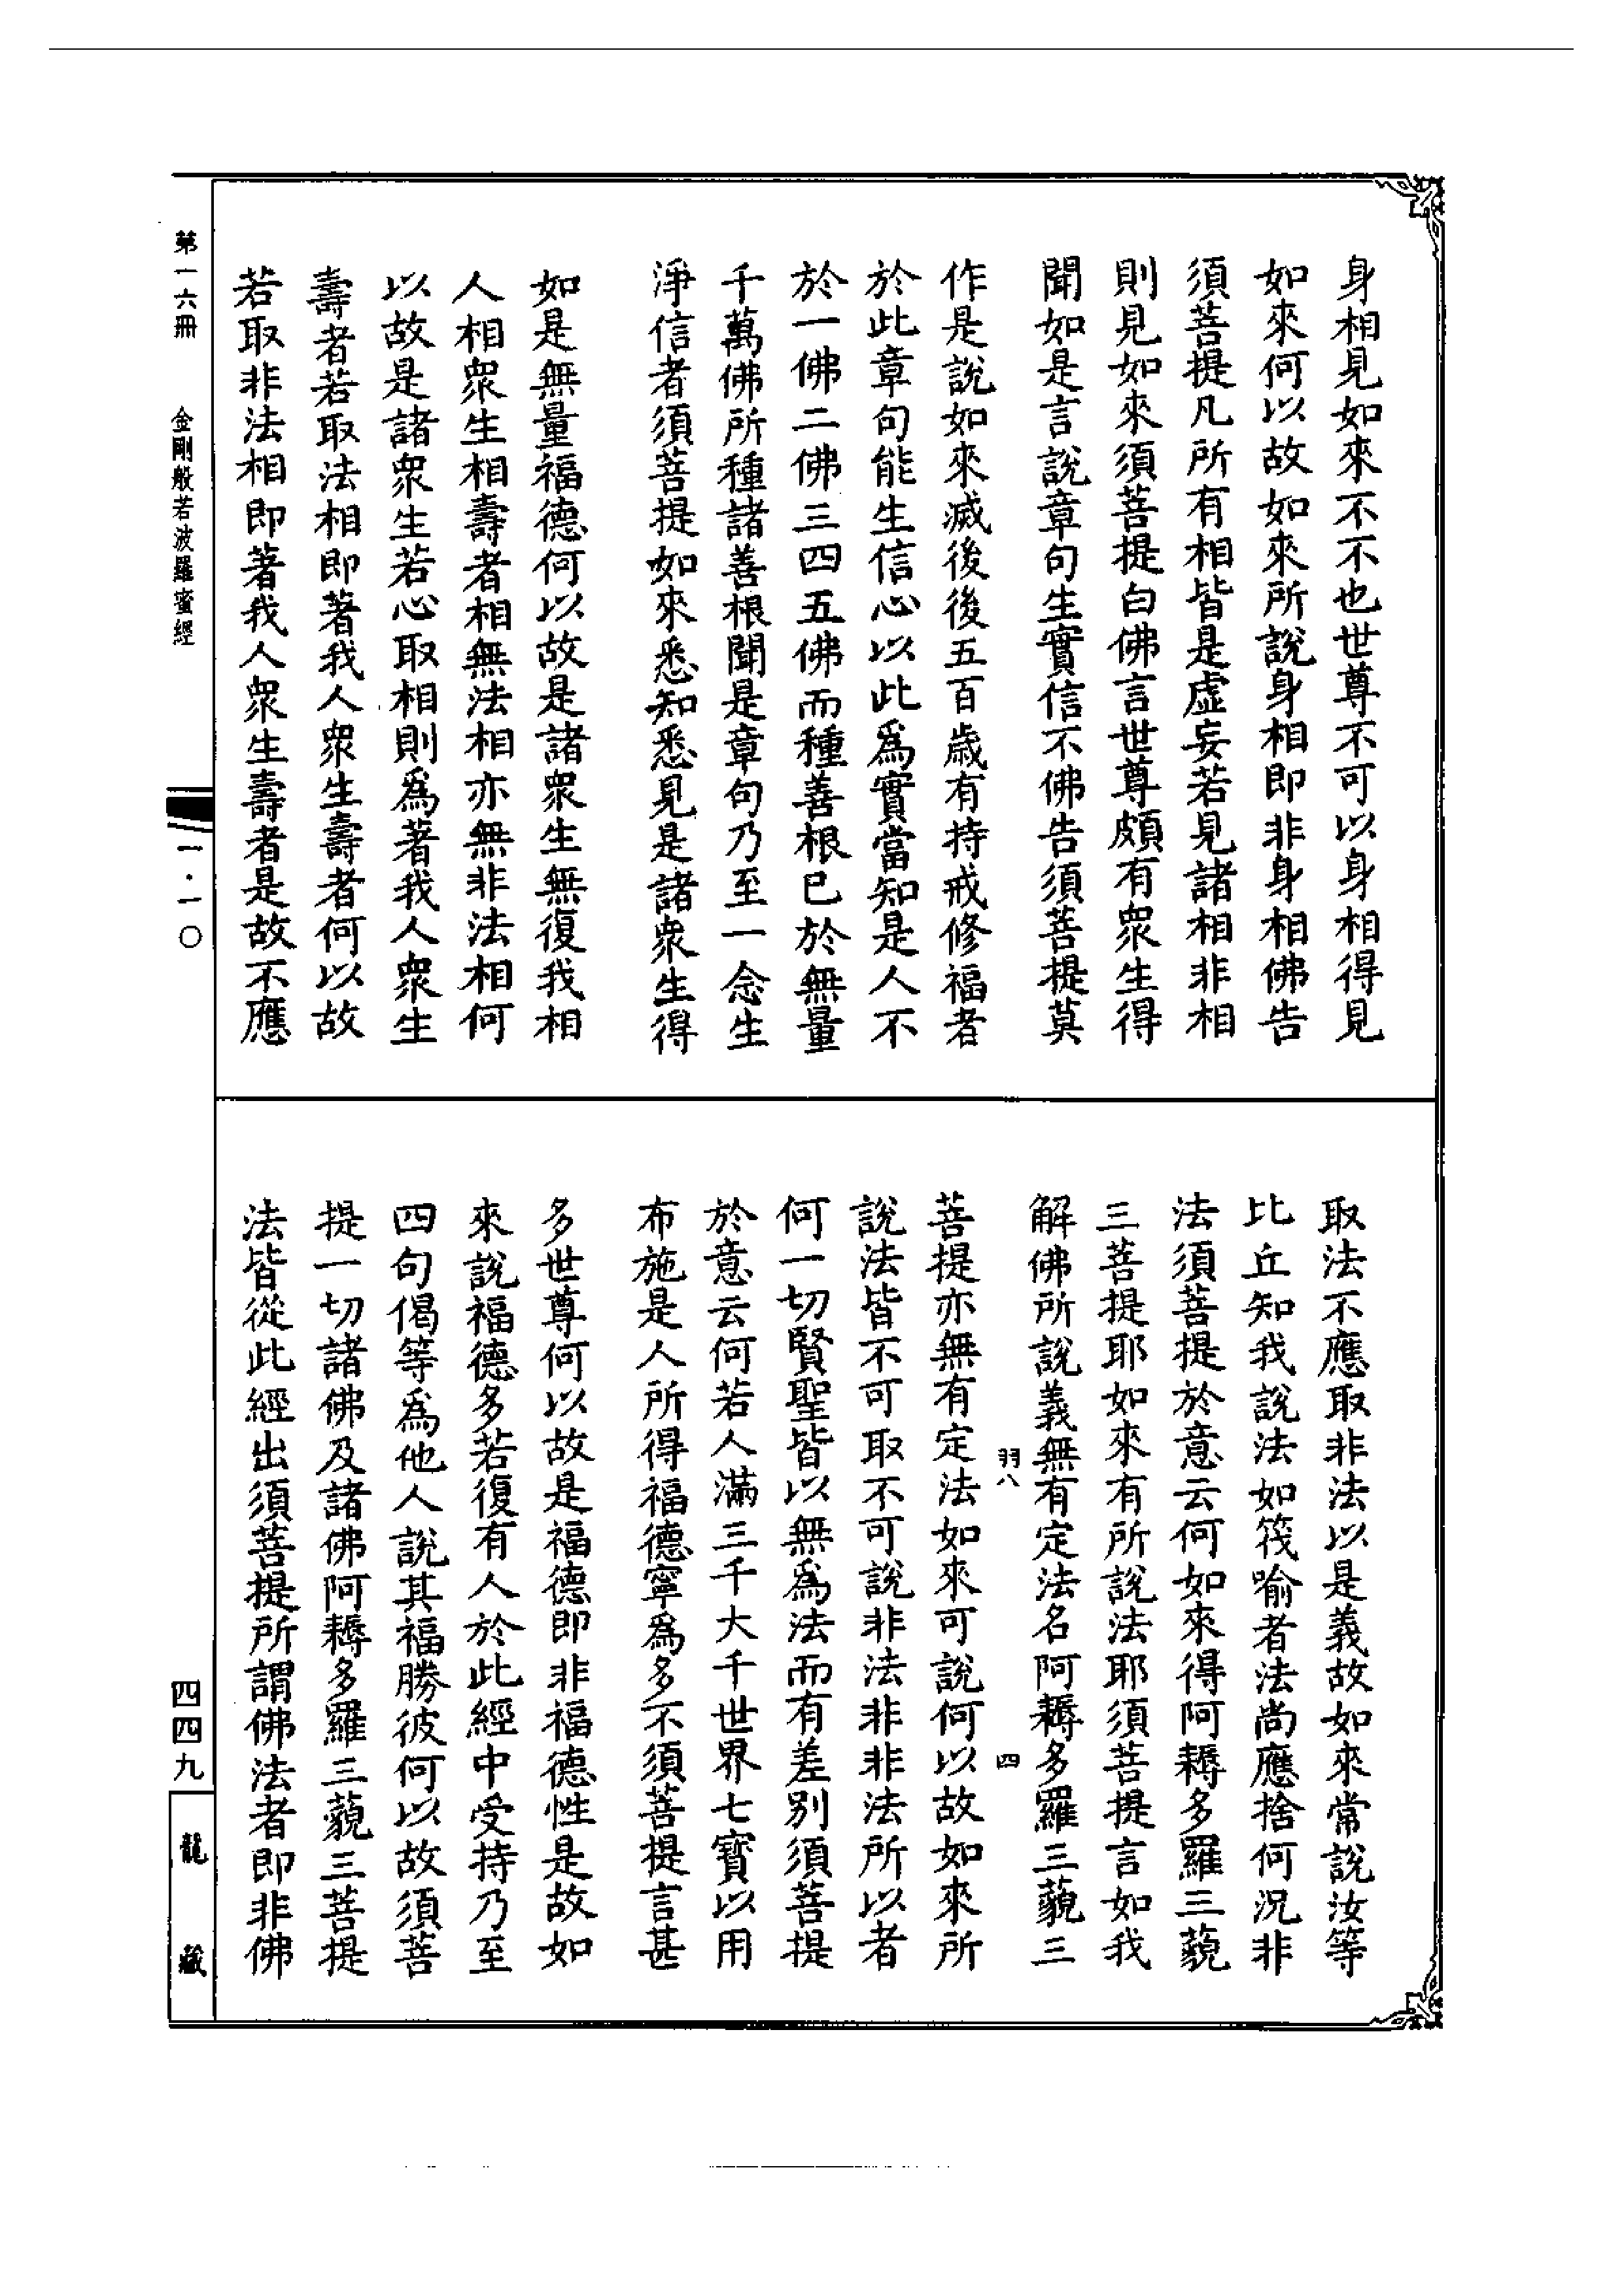 身相見如來不不也世尊不可以身相得見
如來何以故如來所說身相即非身相佛告
須菩提凡所有相皆是虛妄若見諸相非相
則見如來須菩提白佛言世尊頗有眾生得
聞如是言說章句生實信不佛告須菩提莫
作是說如來滅後後五百歲有持戒修福者
於此章句能生信心以此為實當知是人不
於一佛二佛三四五佛而種善根已於無量
千萬佛所種諸善根聞是章句乃至一念生
淨信者須菩提如來悉知悉見是諸眾生得
如是無量福德何以故是諸眾生無復我相
人相眾生相壽者相無法相亦無非法相何
以故是諸眾生若心取相則為著我人眾生
壽者若取法相即著我人眾生壽者何以故
若取非法相即著我人眾生壽者是故不應
取法不應取非法以是義故如來常說汝等
比丘知我說法如筏喻者法尚應捨何況非
法須菩提於意云何如來得阿耨多羅三藐
三菩提耶如來有所說法耶須菩提言如我
解佛所說義無有定法名阿耨多羅三藐三
羽八 四
菩提亦無有定法如來可說何以故如來所
說法皆不可取不可說非法非非法所以者
何一切賢聖皆以無為法而有差別須菩提
於意云何若人滿三千大千世界七寶以用
布施是人所得福德寧為多不須菩提言甚
多世尊何以故是福德即非福德性是故如
來說福德多若復有人於此經中受持乃至
四句偈等為他人說其福勝彼何以故須菩
提一切諸佛及諸佛阿耨多羅三藐三菩提
法皆從此經出須菩提所謂佛法者即非佛
第一六冊 金剛般若波羅蜜經 一·一〇 四四九 龍藏